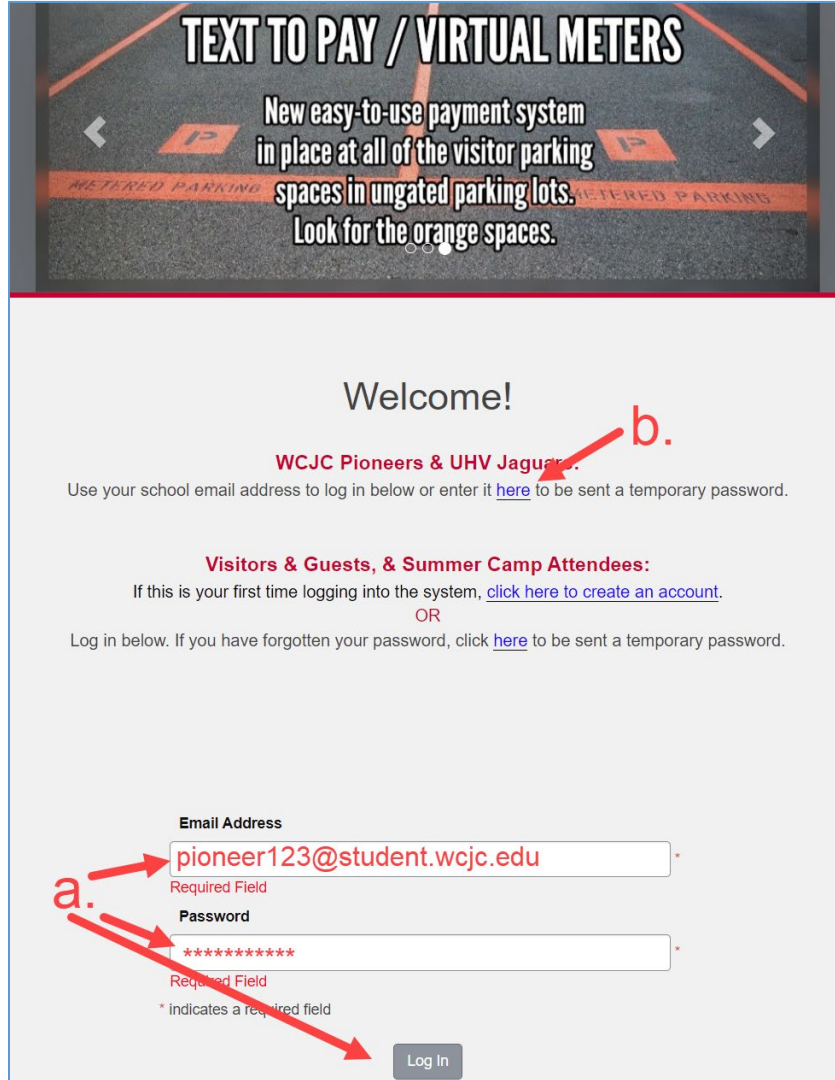 TEXT TO PAY / VIRTUAL METERS
New easy-to-use payment system
in place at all of the visitor parking
spaces in ungated parking lots.
Look for the orange spaces.
METERED PARKING
METERED PARKING
P
P
Welcome!
b.
WCJC Pioneers & UHV Jaguars:
Use your school email address to log in below or enter it here to be sent a temporary password.
Visitors & Guests, & Summer Camp Attendees:
If this is your first time logging into the system, click here to create an account.
OR
Log in below. If you have forgotten your password, click here to be sent a temporary password.
Email Address
pioneer123@student.wcjc.edu *
Required Field
a.
Password
*********** *
Required Field
* indicates a required field
Log In